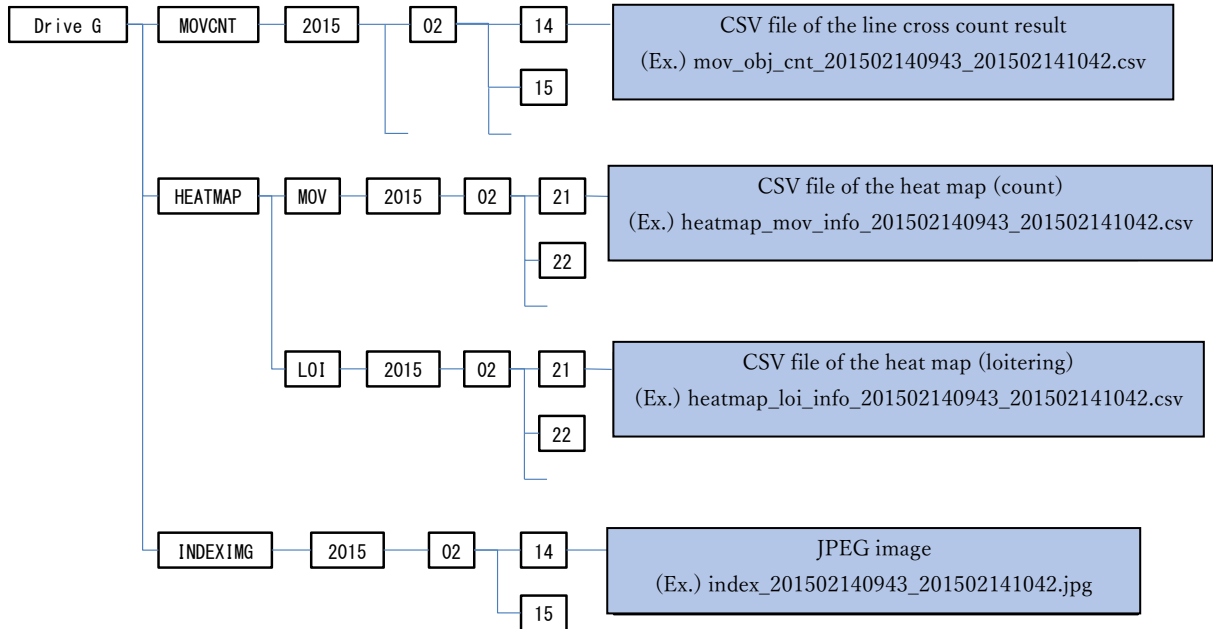 Drive G
MOVCNT
2015
02
14
CSV file of the line cross count result
(Ex.) mov_obj_cnt_201502140943_201502141042.csv
15
HEATMAP
MOV
2015
02
21
CSV file of the heat map (count)
(Ex.) heatmap_mov_info_201502140943_201502141042.csv
22
LOI
2015
02
21
CSV file of the heat map (loitering)
(Ex.) heatmap_loi_info_201502140943_201502141042.csv
22
INDEXIMG
2015
02
14
JPEG image
(Ex.) index_201502140943_201502141042.jpg
15